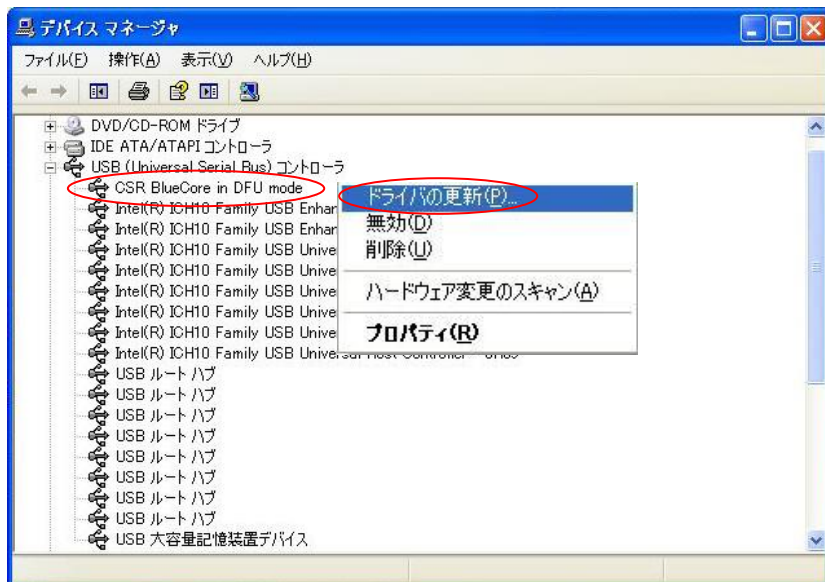 デバイス マネージャ
ファイル(F) 操作(A) 表示(V) ヘルプ(H)
DVD/CD-ROM ドライブ
IDE ATA/ATAPI コントローラ
USB (Universal Serial Bus) コントローラ
CSR BlueCore in DFU mode
ドライバの更新(P)...
無効(D)
削除(U)
ハードウェア変更のスキャン(A)
プロパティ(R)
Intel(R) ICH10 Family USB Enhar
Intel(R) ICH10 Family USB Enhar
Intel(R) ICH10 Family USB Unive
Intel(R) ICH10 Family USB Unive
Intel(R) ICH10 Family USB Unive
Intel(R) ICH10 Family USB Unive
Intel(R) ICH10 Family USB Unive
Intel(R) ICH10 Family USB Universal Host Controller
USB ルート ハブ
USB ルート ハブ
USB ルート ハブ
USB ルート ハブ
USB ルート ハブ
USB ルート ハブ
USB ルート ハブ
USB ルート ハブ
USB 大容量記憶装置デバイス